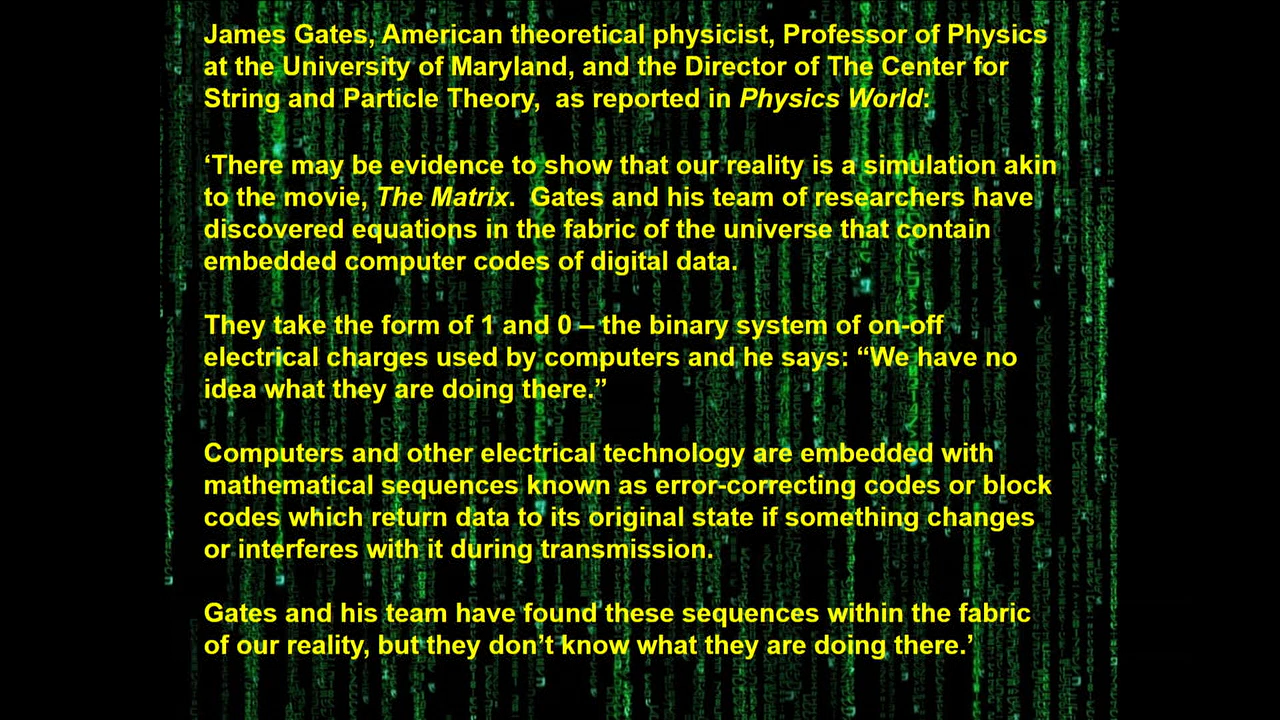 James Gates, American theoretical physicist, Professor of Physics
at the University of Maryland, and the Director of The Center for
String and Particle Theory,  as reported in Physics World:
‘There may be evidence to show that our reality is a simulation akin
to the movie, The Matrix.  Gates and his team of researchers have
discovered equations in the fabric of the universe that contain
embedded computer codes of digital data.
They take the form of 1 and 0 – the binary system of on-off
electrical charges used by computers and he says: “We have no
idea what they are doing there.”
Computers and other electrical technology are embedded with
mathematical sequences known as error-correcting codes or block
codes which return data to its original state if something changes
or interferes with it during transmission.
Gates and his team have found these sequences within the fabric
of our reality, but they don’t know what they are doing there.’